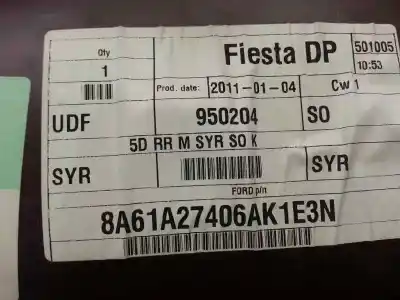 Qty
1
Fiesta DP
501005
10:53
Prod. date: 2011-01-04
Cw 1
UDF
950204
SO
5D RR M SYR SO K
SYR
SYR
FORD p/n
8A61A27406AK1E3N